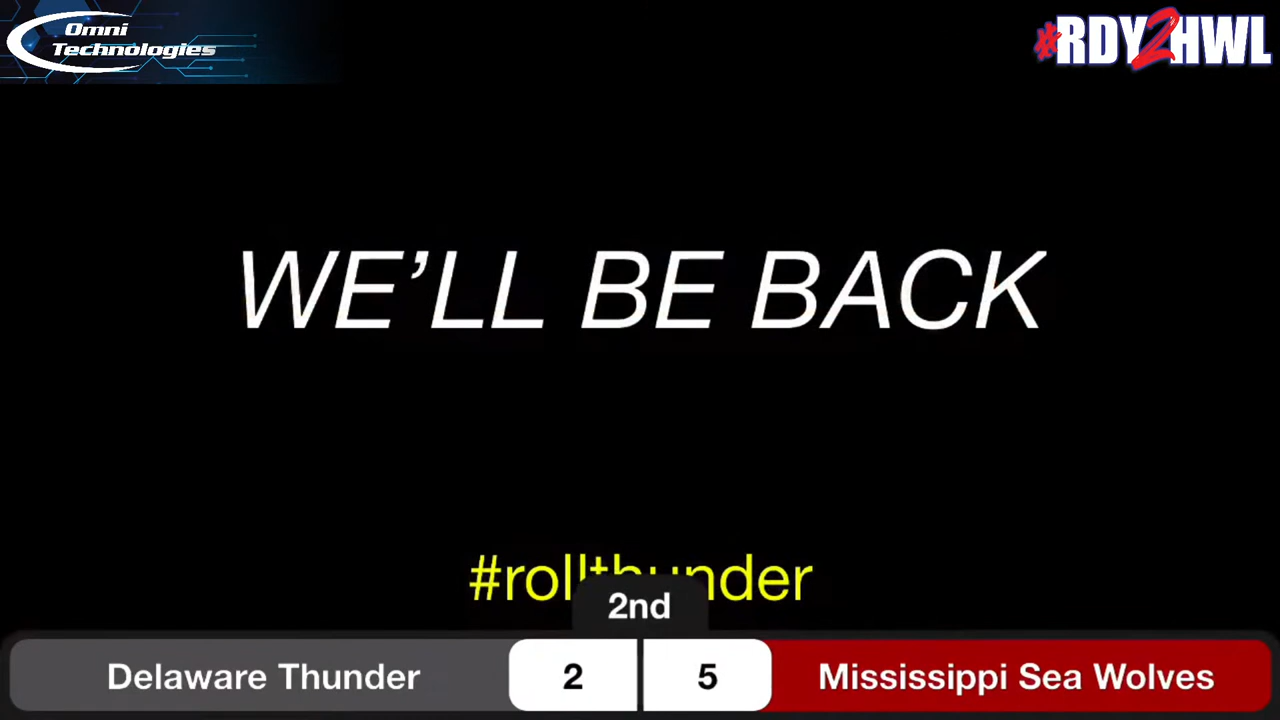 Omni
Technologies
#RDY2HWL
WE’LL BE BACK
#rollthunder
2nd
Delaware Thunder 2 5 Mississippi Sea Wolves